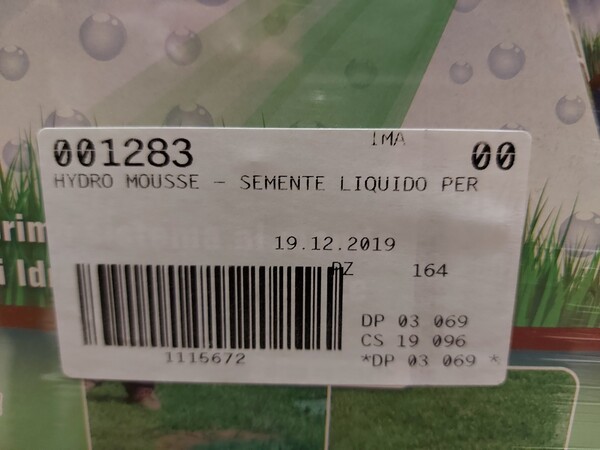 IMA
001283 00
HYDRO MOUSSE - SEMENTE LIQUIDO PER
19.12.2019
PZ 164
DP 03 069
CS 19 096
*DP 03 069 *
1115672